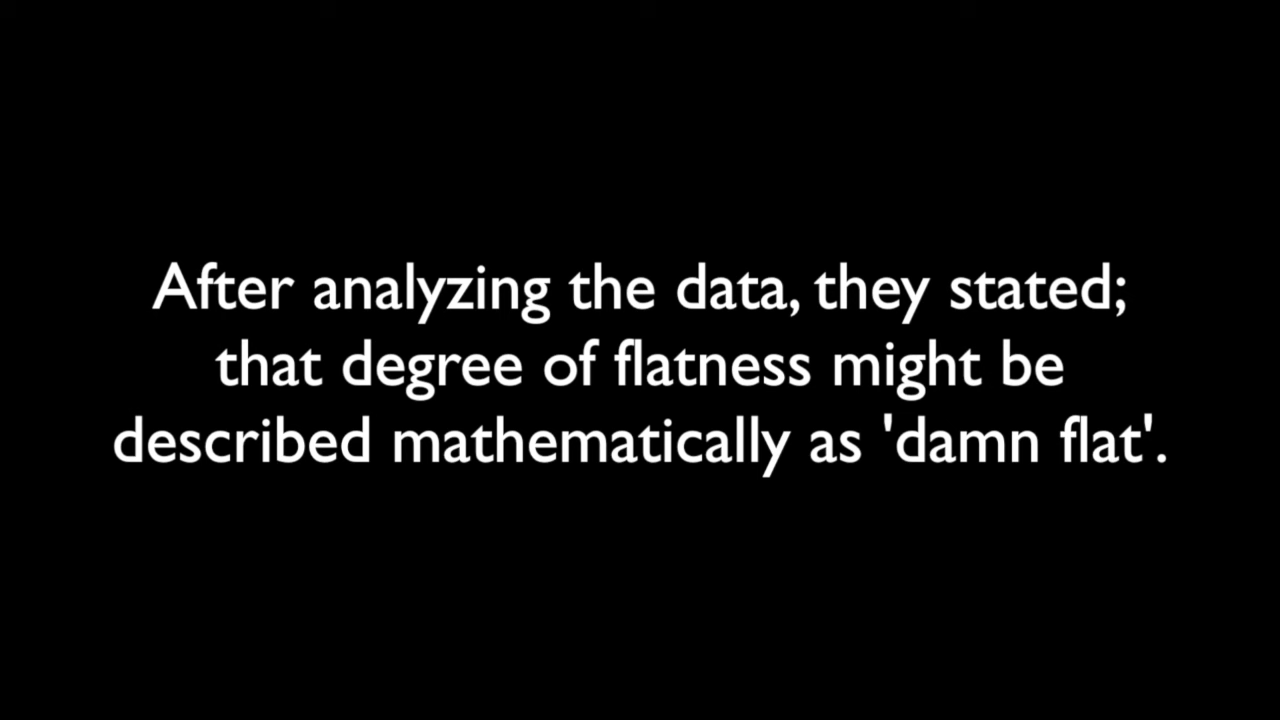 After analyzing the data, they stated;
that degree of flatness might be
described mathematically as 'damn flat'.